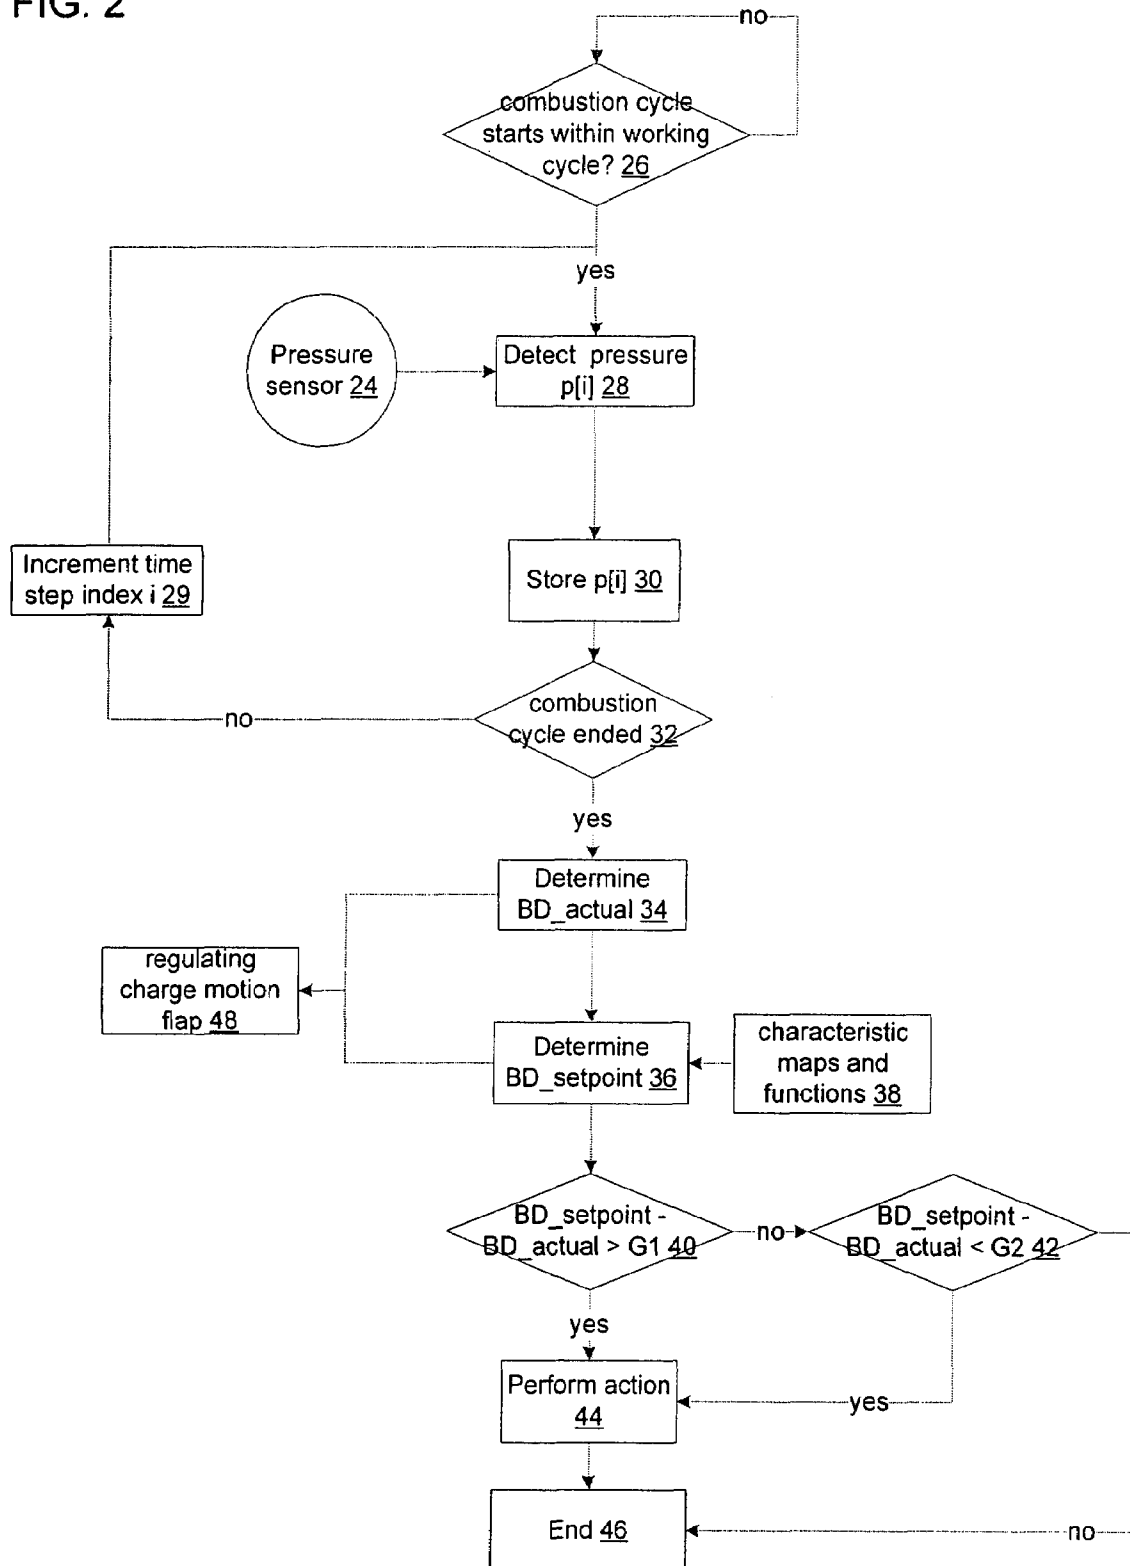 FIG. 2
no
combustion cycle
starts within working
cycle? 26
yes
Pressure
sensor 24
Detect pressure
p[i] 28
Increment time
step index i 29
Store p[i] 30
combustion
cycle ended 32
no
yes
Determine
BD_actual 34
regulating
charge motion
flap 48
Determine
BD_setpoint 36
characteristic
maps and
functions 38
BD_setpoint -
BD_actual > G1 40
no
BD_setpoint -
BD_actual < G2 42
yes
Perform action
44
yes
End 46
no